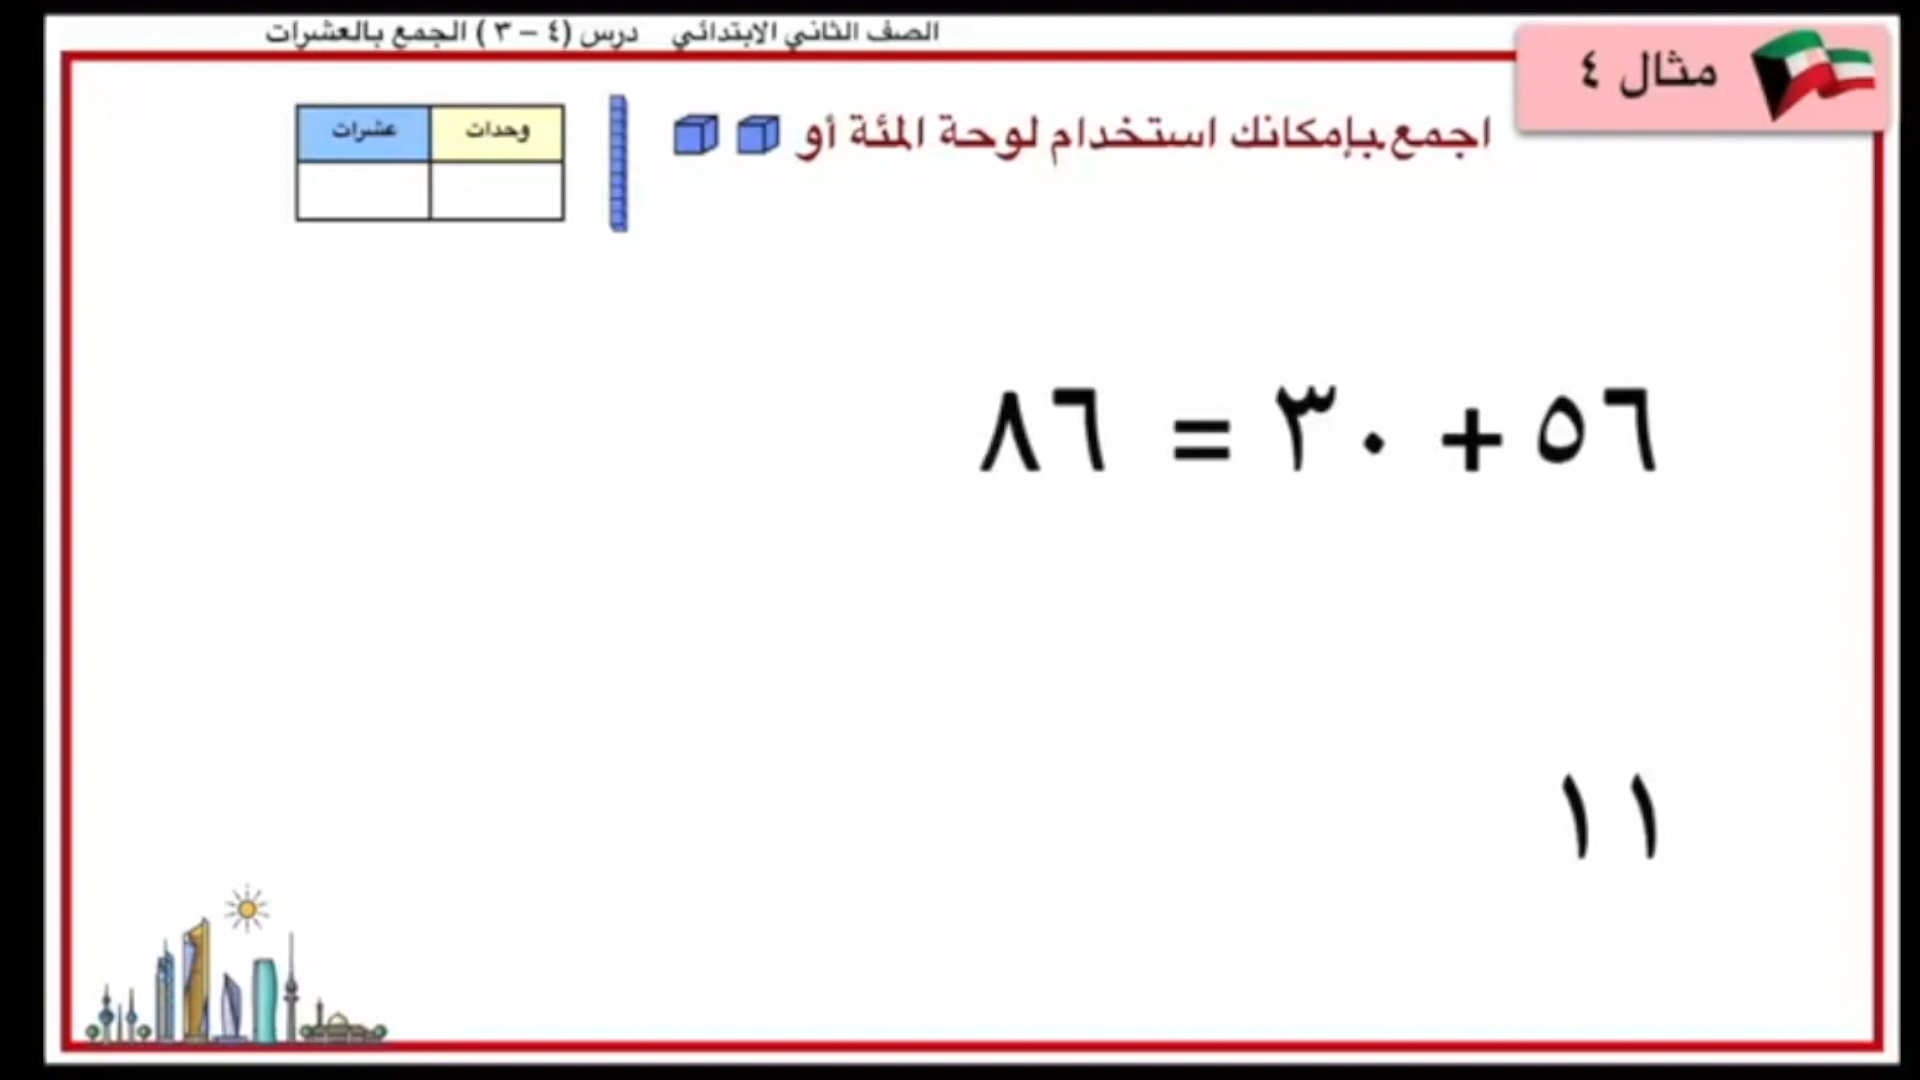 الصف الثاني الابتدائي درس (٤ – ٣) الجمع بالعشرات
مثال ٤
اجمع.بإمكانك استخدام لوحة المئة أو
عشرات وحدات
٥٦ + ٣٠ = ٨٦
١١